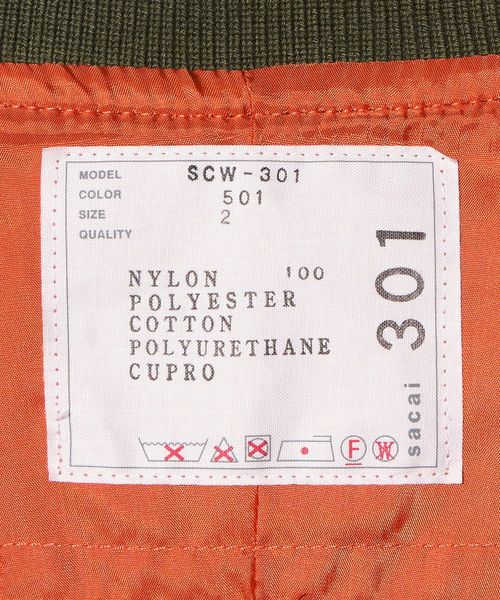 MODEL SCW-301
COLOR 501
SIZE 2
QUALITY
NYLON 100
POLYESTER
COTTON
POLYURETHANE
CUPRO
sacai 301
F
W